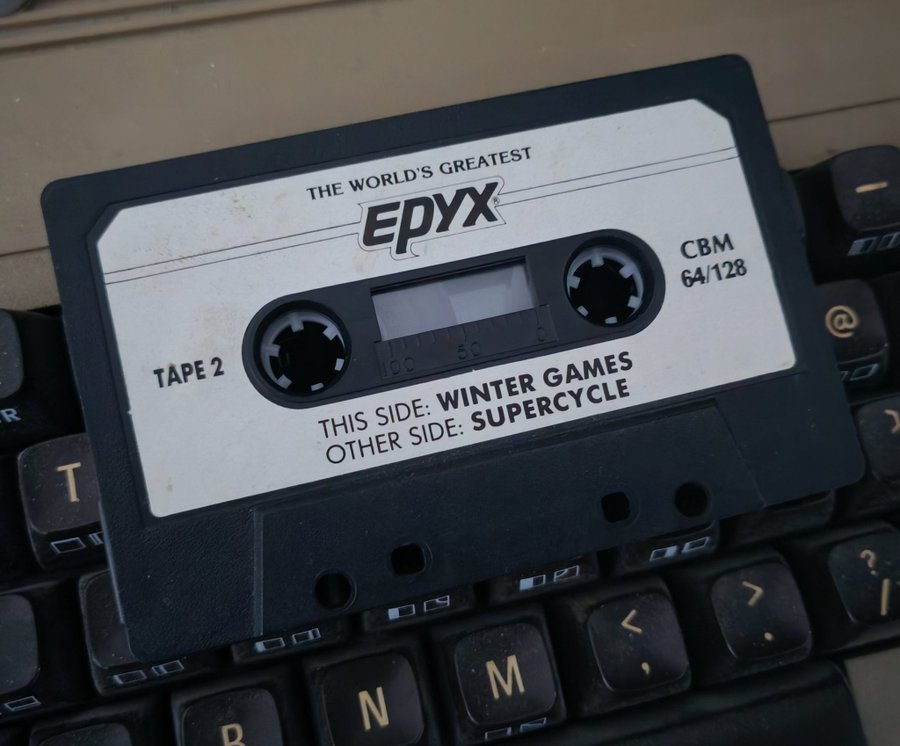 THE WORLD'S GREATEST
EPYX®
CBM
64/128
TAPE 2
100 50 0
THIS SIDE: WINTER GAMES
OTHER SIDE: SUPERCYCLE
@
T
?
/
>
.
<
,
M
N
B